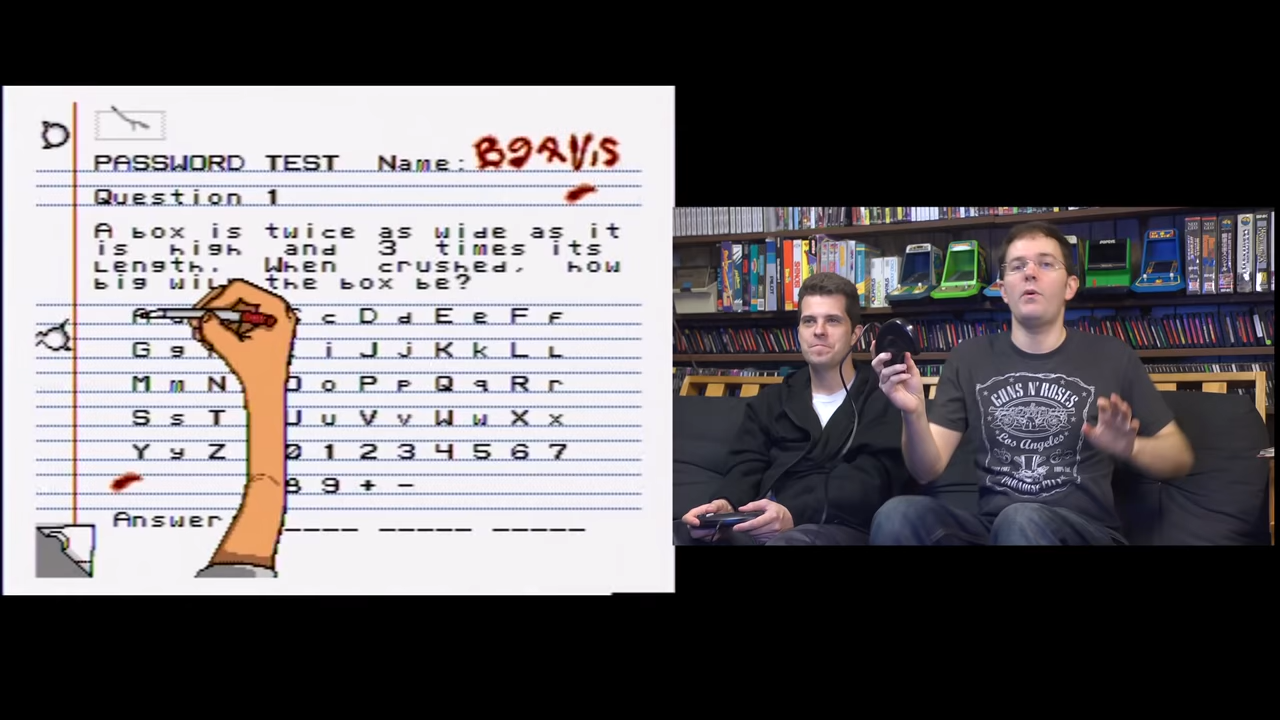 PASSWORD TEST Name: B9AViS
Question 1
A box is twice as wide as it
is high and 3 times its
Length. When crushed, how
big will the box be?
A c D d E e F f
G g i J j K k L l
M m N O o P p Q q R r
S s T U u V v W w X x
Y y Z 0 1 2 3 4 5 6 7
8 9 + -
Answer
GUNS N' ROSES
Los Angeles
PARADISE CITY